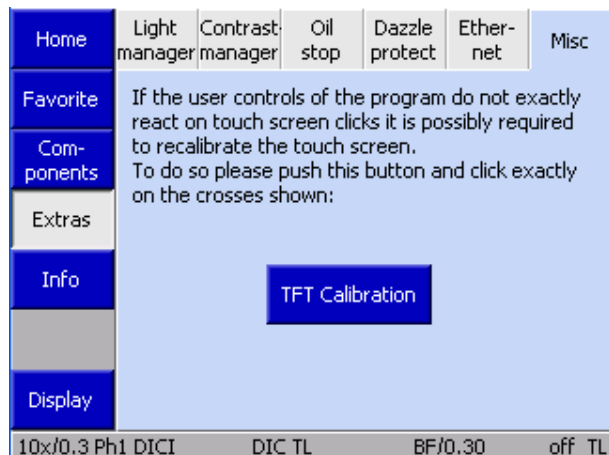 Home
Light manager
Contrast-manager
Oil stop
Dazzle protect
Ether-net
Misc
Favorite
Com-
ponents
Extras
Info
Display
If the user controls of the program do not exactly
react on touch screen clicks it is possibly required
to recalibrate the touch screen.
To do so please push this button and click exactly
on the crosses shown:
TFT Calibration
10x/0.3 Ph1 DICI DIC TL BF/0.30 off TL